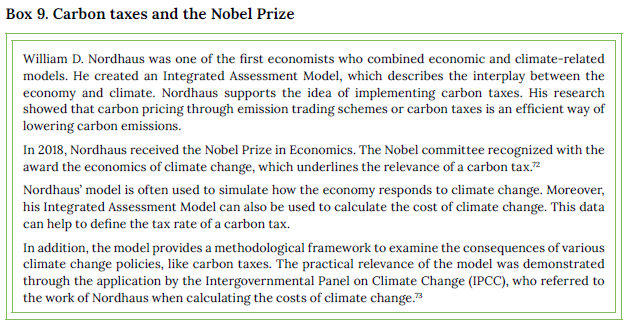 Box 9. Carbon taxes and the Nobel Prize
William D. Nordhaus was one of the first economists who combined economic and climate-related
models. He created an Integrated Assessment Model, which describes the interplay between the
economy and climate. Nordhaus supports the idea of implementing carbon taxes. His research
showed that carbon pricing through emission trading schemes or carbon taxes is an efficient way of
lowering carbon emissions.
In 2018, Nordhaus received the Nobel Prize in Economics. The Nobel committee recognized with the
award the economics of climate change, which underlines the relevance of a carbon tax.72
Nordhaus’ model is often used to simulate how the economy responds to climate change. Moreover,
his Integrated Assessment Model can also be used to calculate the cost of climate change. This data
can help to define the tax rate of a carbon tax.
In addition, the model provides a methodological framework to examine the consequences of various
climate change policies, like carbon taxes. The practical relevance of the model was demonstrated
through the application by the Intergovernmental Panel on Climate Change (IPCC), who referred to
the work of Nordhaus when calculating the costs of climate change.73